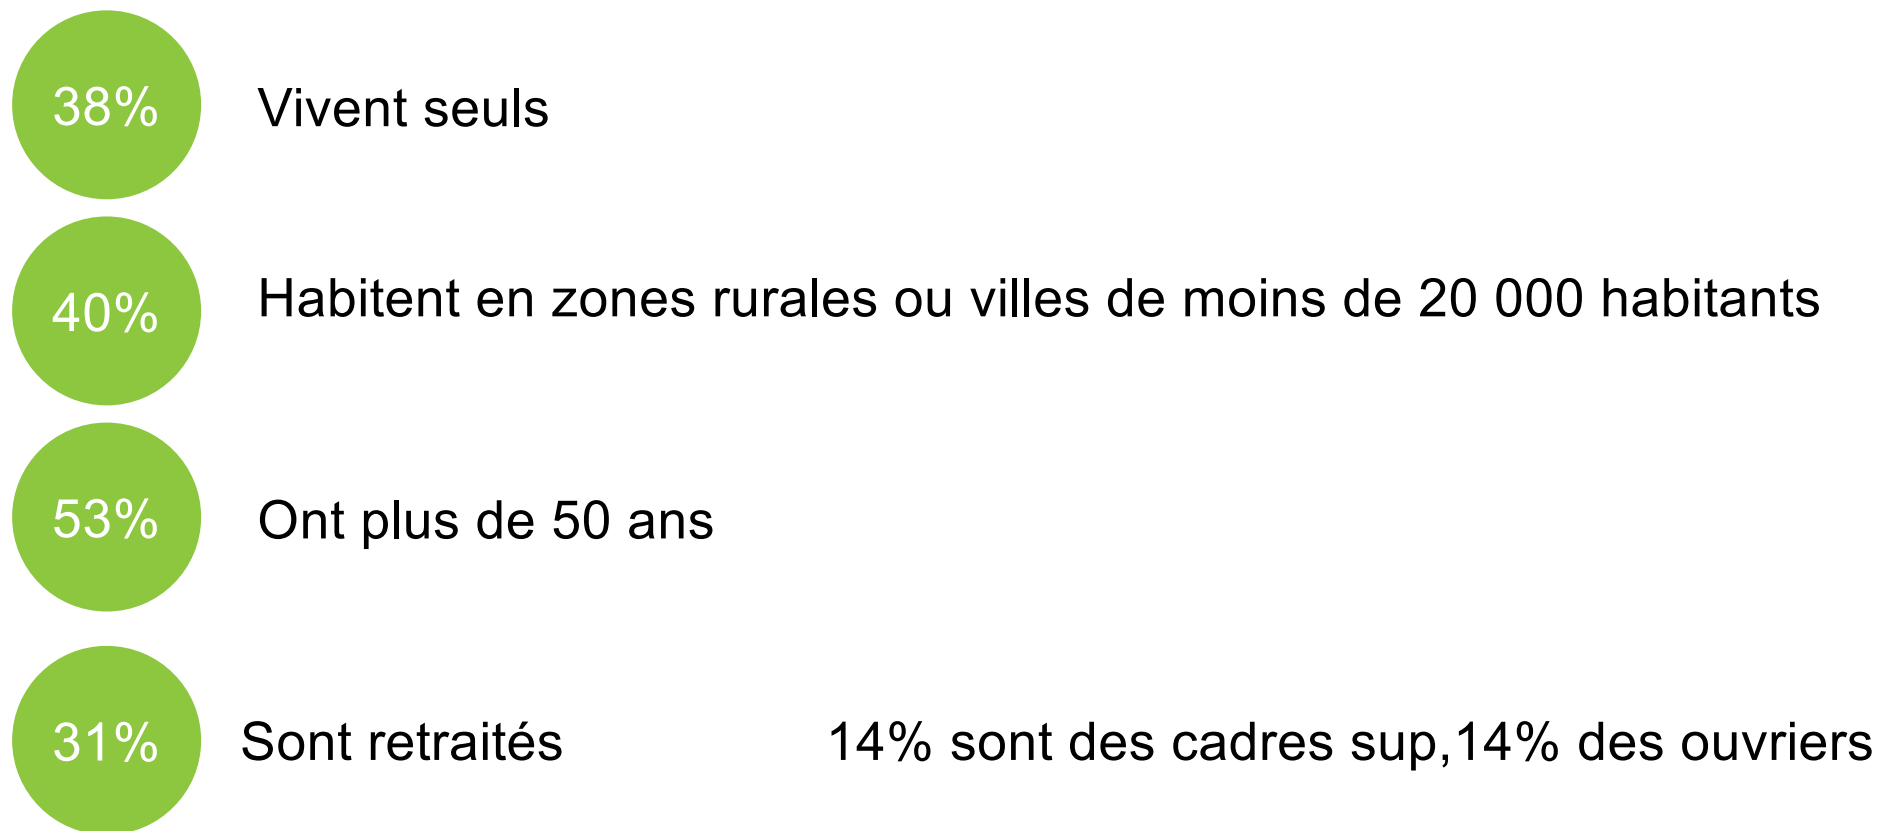 38% Vivent seuls
40% Habitent en zones rurales ou villes de moins de 20 000 habitants
53% Ont plus de 50 ans
31% Sont retraités 14% sont des cadres sup,14% des ouvriers